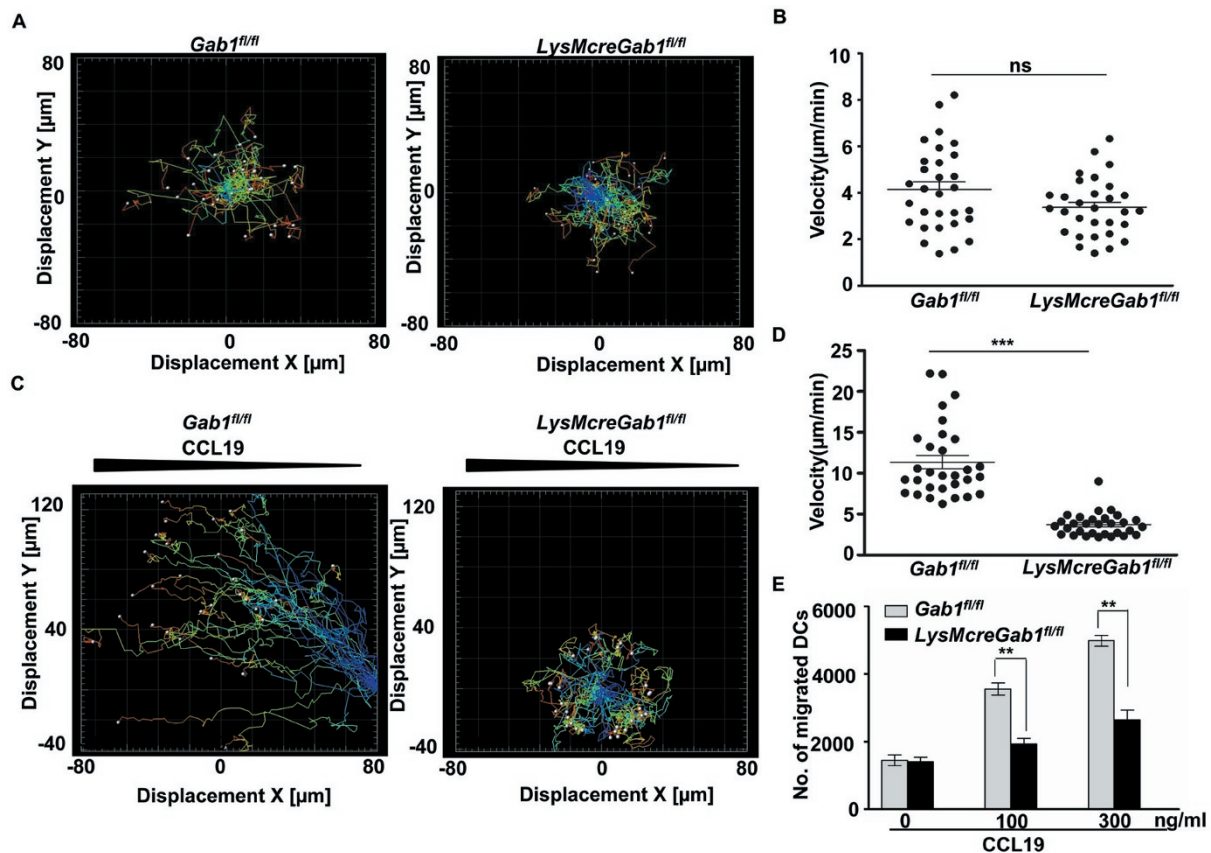 A
Gab1fl/fl
LysMcreGab1fl/fl
80
0
-80
Displacement Y [μm]
-80 0 80
Displacement X [μm]
80
0
-80
Displacement Y [μm]
-80 0 80
Displacement X [μm]
B
ns
10
8
6
4
2
0
Velocity(μm/min)
Gab1fl/fl LysMcreGab1fl/fl
C
Gab1fl/fl
CCL19
LysMcreGab1fl/fl
CCL19
120
40
-40
Displacement Y [μm]
-80 0 80
Displacement X [μm]
120
40
-40
Displacement Y [μm]
-80 0 80
Displacement X [μm]
D
***
25
20
15
10
5
0
Velocity(μm/min)
Gab1fl/fl LysMcreGab1fl/fl
E
Gab1fl/fl
LysMcreGab1fl/fl
**
**
6000
4000
2000
0
No. of migrated DCs
0 100 300 ng/ml
CCL19